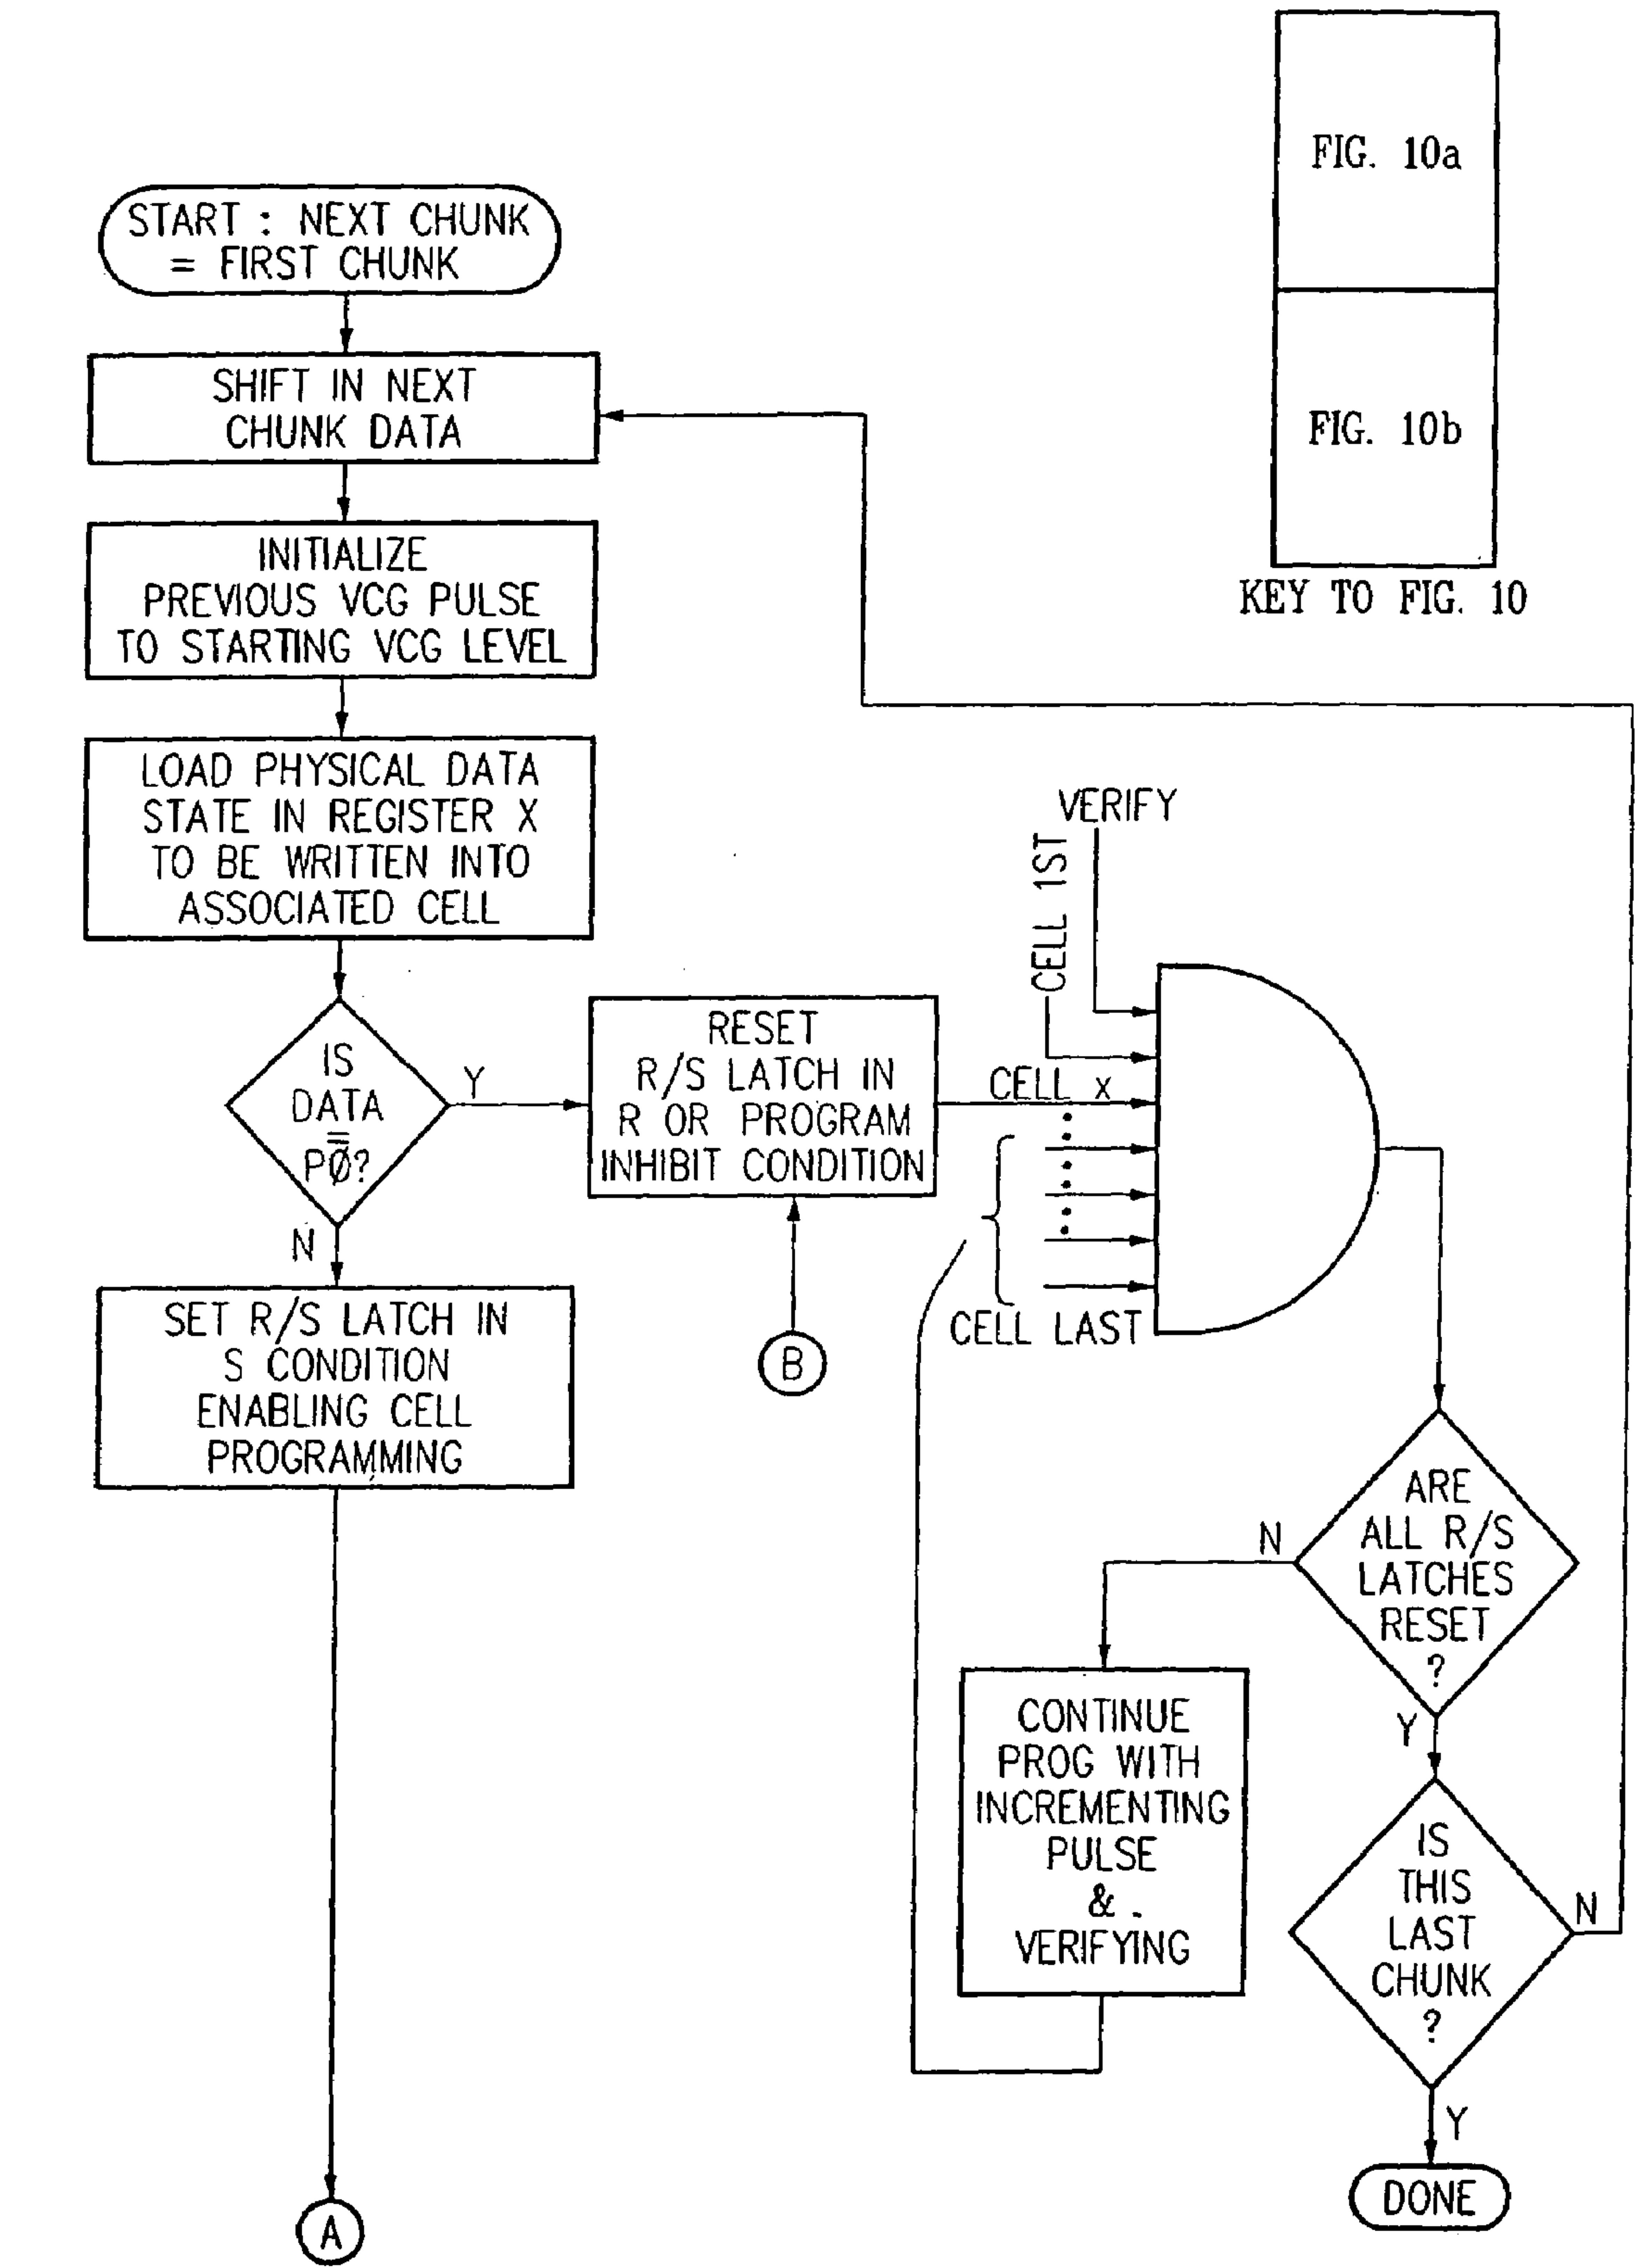 FIG. 10a
FIG. 10b
KEY TO FIG. 10
START : NEXT CHUNK
= FIRST CHUNK
SHIFT IN NEXT
CHUNK DATA
INITIALIZE
PREVIOUS VCG PULSE
TO STARTING VCG LEVEL
LOAD PHYSICAL DATA
STATE IN REGISTER X
TO BE WRITTEN INTO
ASSOCIATED CELL
IS
DATA
=
PØ?
Y
N
RESET
R/S LATCH IN
R OR PROGRAM
INHIBIT CONDITION
B
SET R/S LATCH IN
S CONDITION
ENABLING CELL
PROGRAMMING
A
VERIFY
CELL 1ST
CELL X
CELL LAST
ARE
ALL R/S
LATCHES
RESET
?
N
Y
CONTINUE
PROG WITH
INCREMENTING
PULSE
&
VERIFYING
IS
THIS
LAST
CHUNK
?
N
Y
DONE